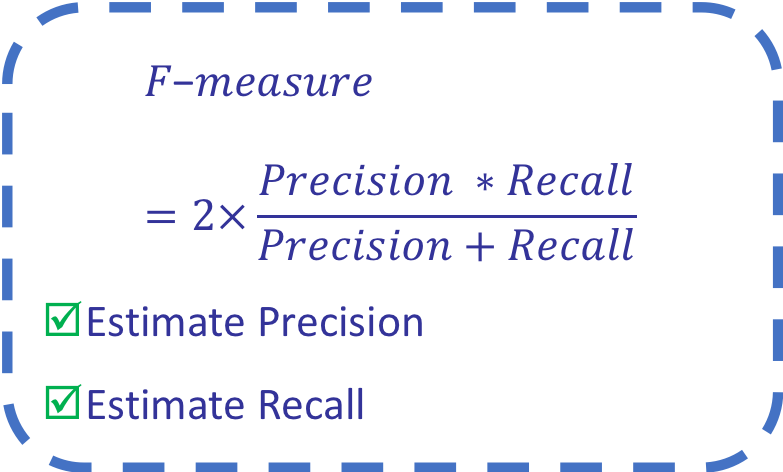 F–measure
= 2× Precision * Recall / Precision + Recall
☑Estimate Precision
☑Estimate Recall